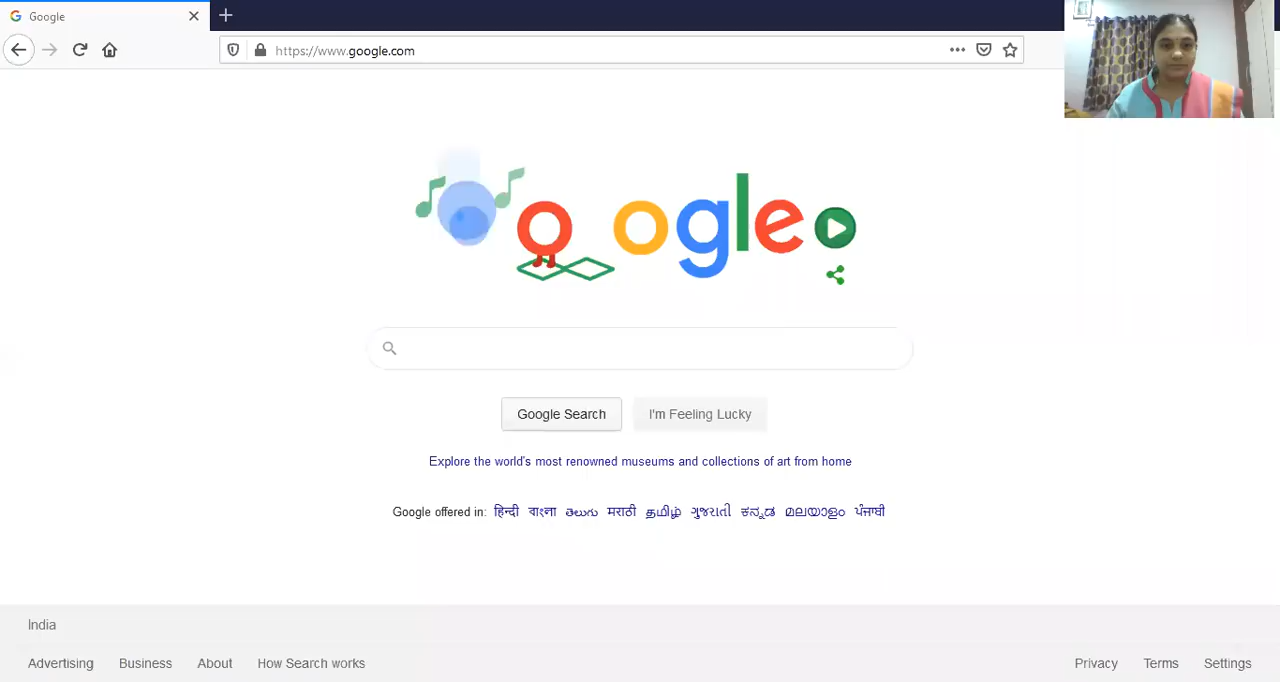 Google
https://www.google.com
Google
Google Search
I'm Feeling Lucky
Explore the world's most renowned museums and collections of art from home
Google offered in: हिन्दी বাংলা తెలుగు मराठी தமிழ் ગુજરાતી ಕನ್ನಡ മലയാളം ਪੰਜਾਬੀ
India
Advertising Business About How Search works
Privacy Terms Settings